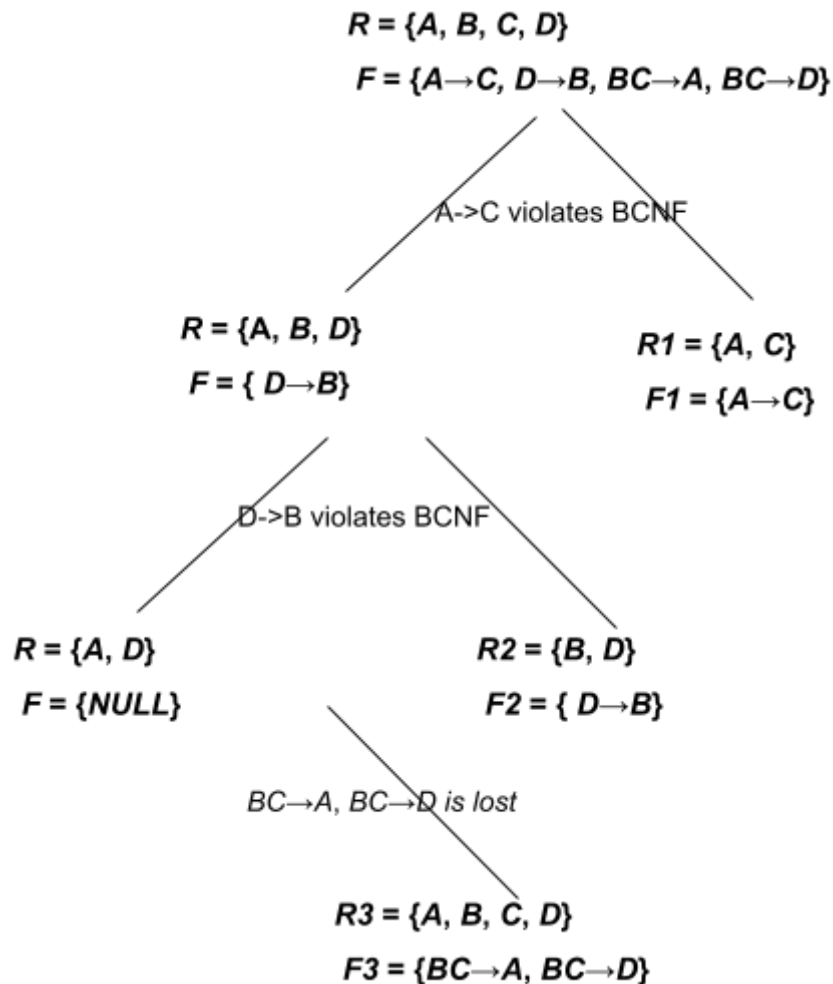 R = {A, B, C, D}
F = {A→C, D→B, BC→A, BC→D}
A->C violates BCNF
R = {A, B, D}
F = { D→B}
R1 = {A, C}
F1 = {A→C}
D->B violates BCNF
R = {A, D}
F = {NULL}
R2 = {B, D}
F2 = { D→B}
BC→A, BC→D is lost
R3 = {A, B, C, D}
F3 = {BC→A, BC→D}